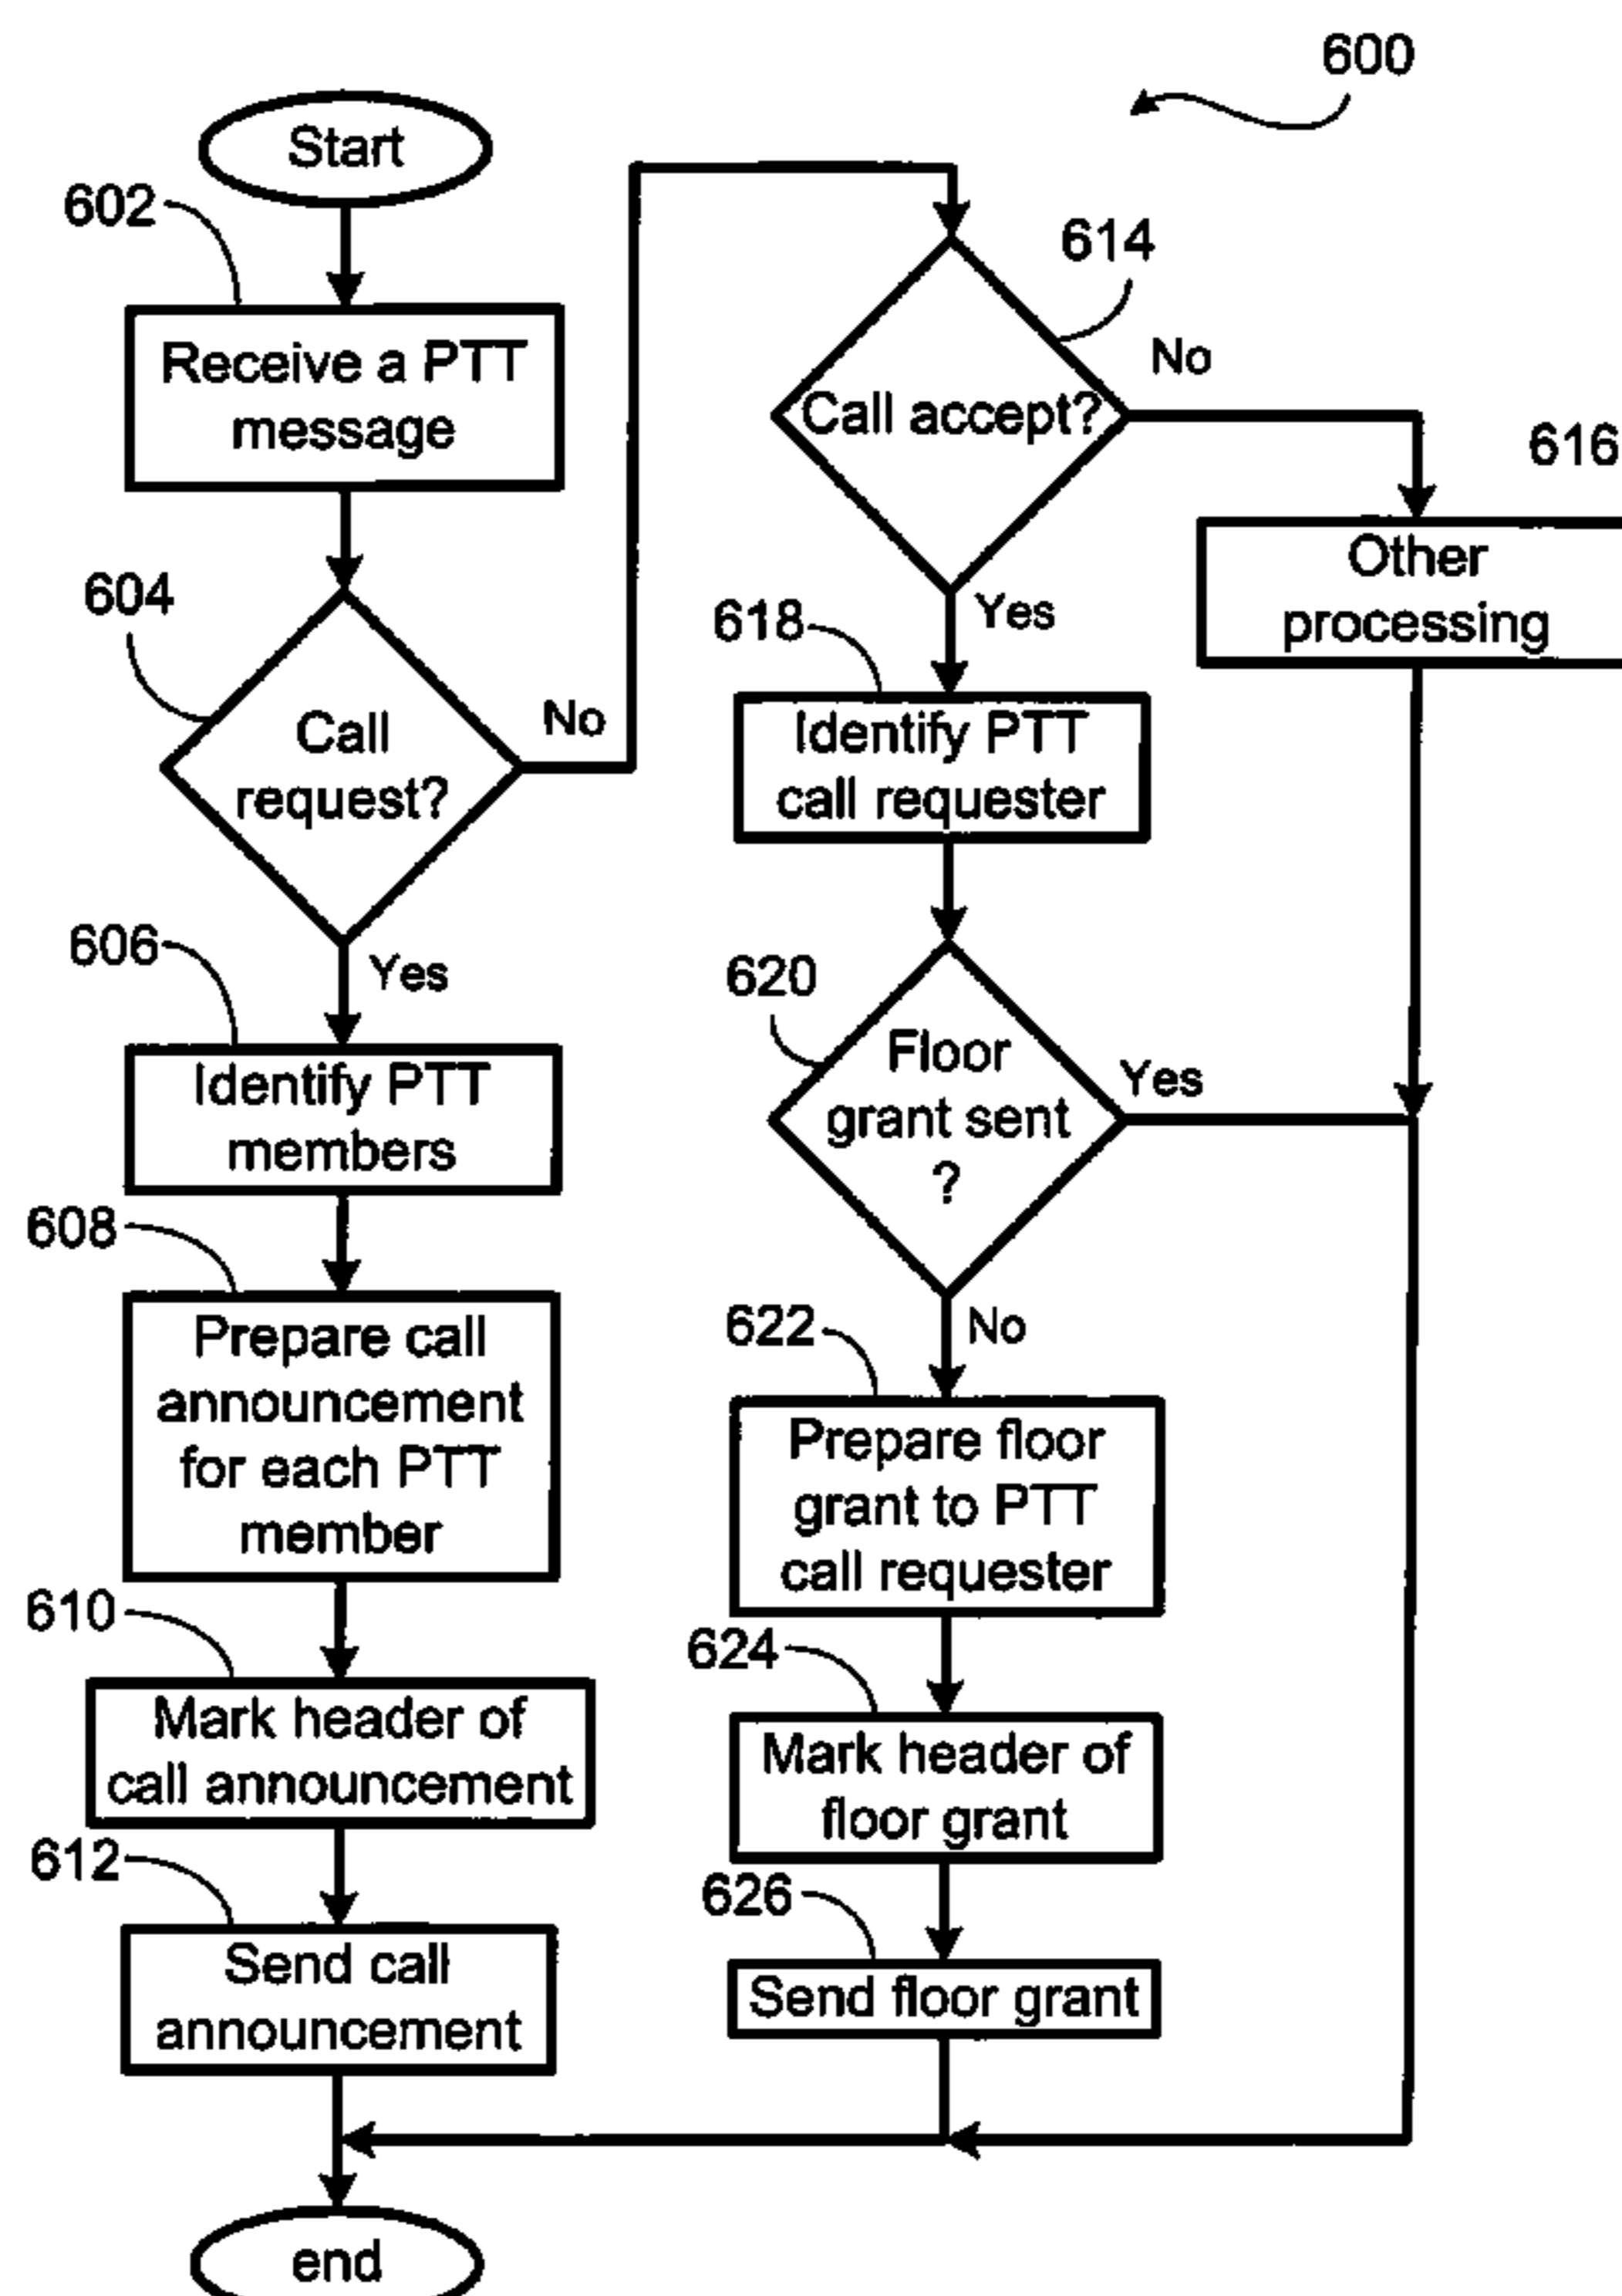 600
Start
602
Receive a PTT
message
604
Call
request?
No
Yes
606
Identify PTT
members
608
Prepare call
announcement
for each PTT
member
610
Mark header of
call announcement
612
Send call
announcement
end
614
Call accept?
No
Yes
616
Other
processing
618
Identify PTT
call requester
620
Floor
grant sent
?
Yes
No
622
Prepare floor
grant to PTT
call requester
624
Mark header of
floor grant
626
Send floor grant